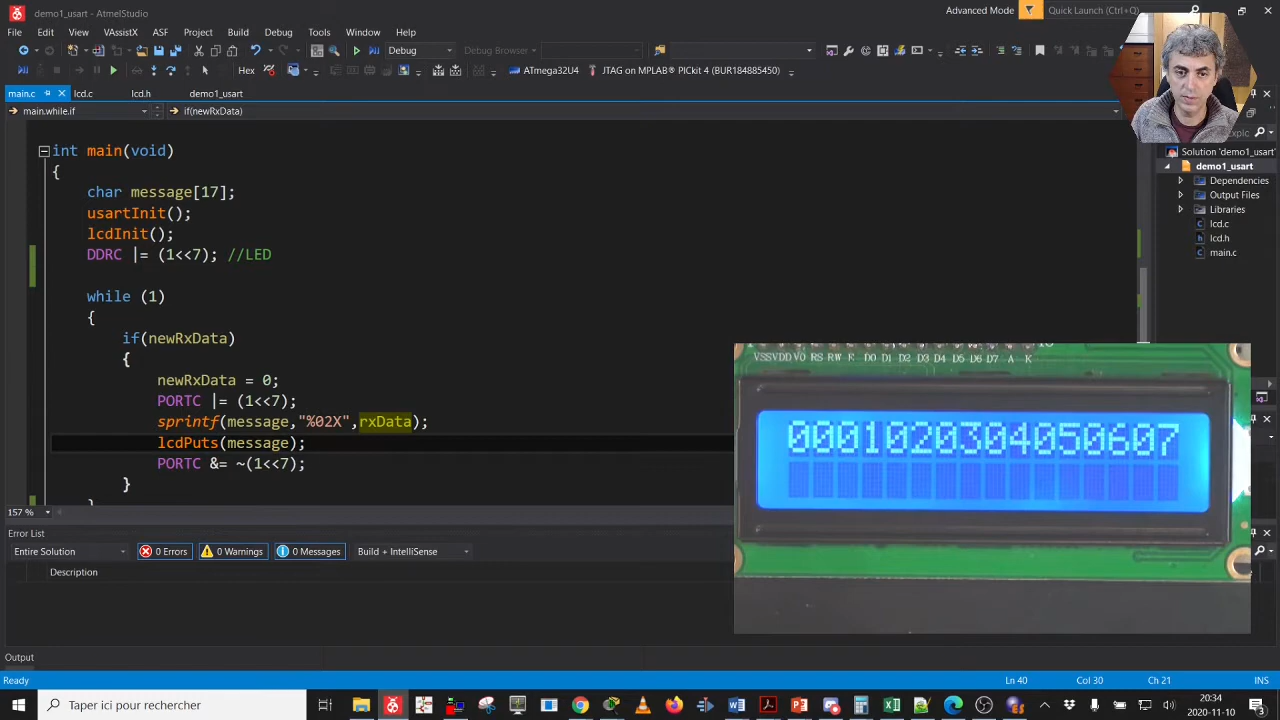 demo1_usart - AtmelStudio
Advanced Mode
Quick Launch (Ctrl+Q)
File Edit View VAssistX ASF Project Build Debug Tools Window Help
Debug
Debug Browser
Hex
ATmega32U4
JTAG on MPLAB® PICkit 4 (BUR184885450)
main.c
lcd.c
lcd.h
demo1_usart
main.while.if
if(newRxData)
int main(void)
{
char message[17];
usartInit();
lcdInit();
DDRC |= (1<<7); //LED
while (1)
{
if(newRxData)
{
newRxData = 0;
PORTC |= (1<<7);
sprintf(message,"%02X",rxData);
lcdPuts(message);
PORTC &= ~(1<<7);
}
}
157 %
Solution 'demo1_usart'
demo1_usart
Dependencies
Output Files
Libraries
lcd.c
lcd.h
main.c
VSS VDD V0 RS RW E D0 D1 D2 D3 D4 D5 D6 D7 A K
0001020304050607
Error List
Entire Solution
0 Errors
0 Warnings
0 Messages
Build + IntelliSense
Description
Output
Ready
Ln 40
Col 30
Ch 21
INS
Taper ici pour rechercher
20:34
2020-11-10